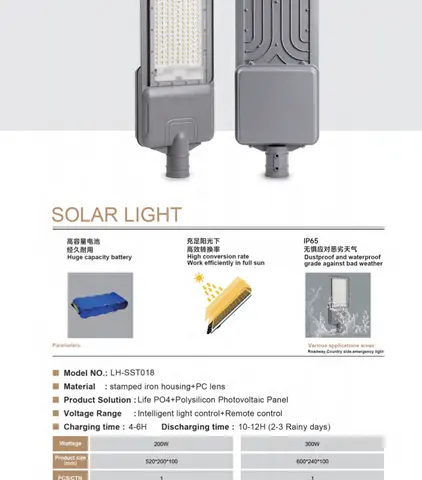 SOLAR LIGHT
高容量电池
经久耐用
Huge capacity battery
充足阳光下
高效转换率
High conversion rate
Work efficiently in full sun
IP65
无惧应对恶劣天气
Dustproof and waterproof
grade against bad weather
Parameters:
Various applications areas:
Roadway,Country side,emergency light
Model NO.: LH-SST018
Material : stamped iron housing+PC lens
Product Solution : Life PO4+Polysilicon Photovoltaic Panel
Voltage Range : Intelligent light control+Remote control
Charging time : 4-6H Discharging time : 10-12H (2-3 Rainy days)
Wattage 200W 300W
Product size (mm) 520*200*100 600*240*100
PCS/CTN 1 1